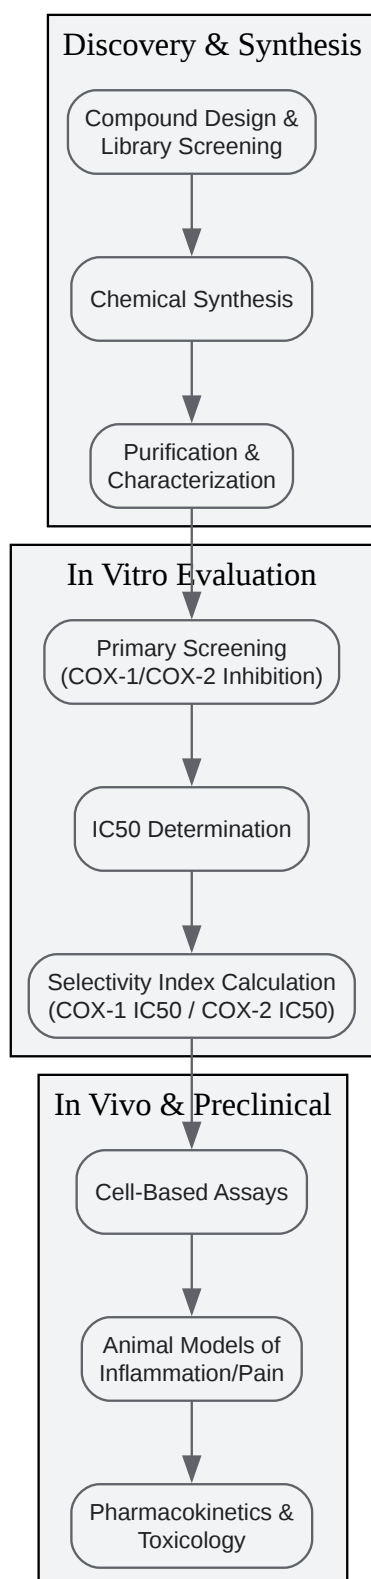 Discovery & Synthesis
Compound Design &
Library Screening
Chemical Synthesis
Purification &
Characterization
In Vitro Evaluation
Primary Screening
(COX-1/COX-2 Inhibition)
IC50 Determination
Selectivity Index Calculation
(COX-1 IC50 / COX-2 IC50)
In Vivo & Preclinical
Cell-Based Assays
Animal Models of
Inflammation/Pain
Pharmacokinetics &
Toxicology